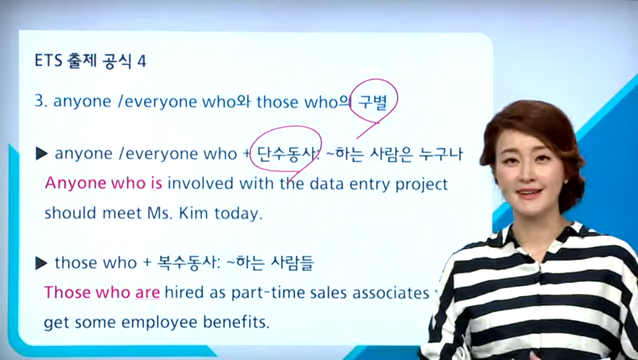 ETS 출제 공식 4
3. anyone /everyone who와 those who의 구별
▶ anyone /everyone who + 단수동사: ~하는 사람은 누구나
Anyone who is involved with the data entry project
should meet Ms. Kim today.
▶ those who + 복수동사: ~하는 사람들
Those who are hired as part-time sales associates
get some employee benefits.